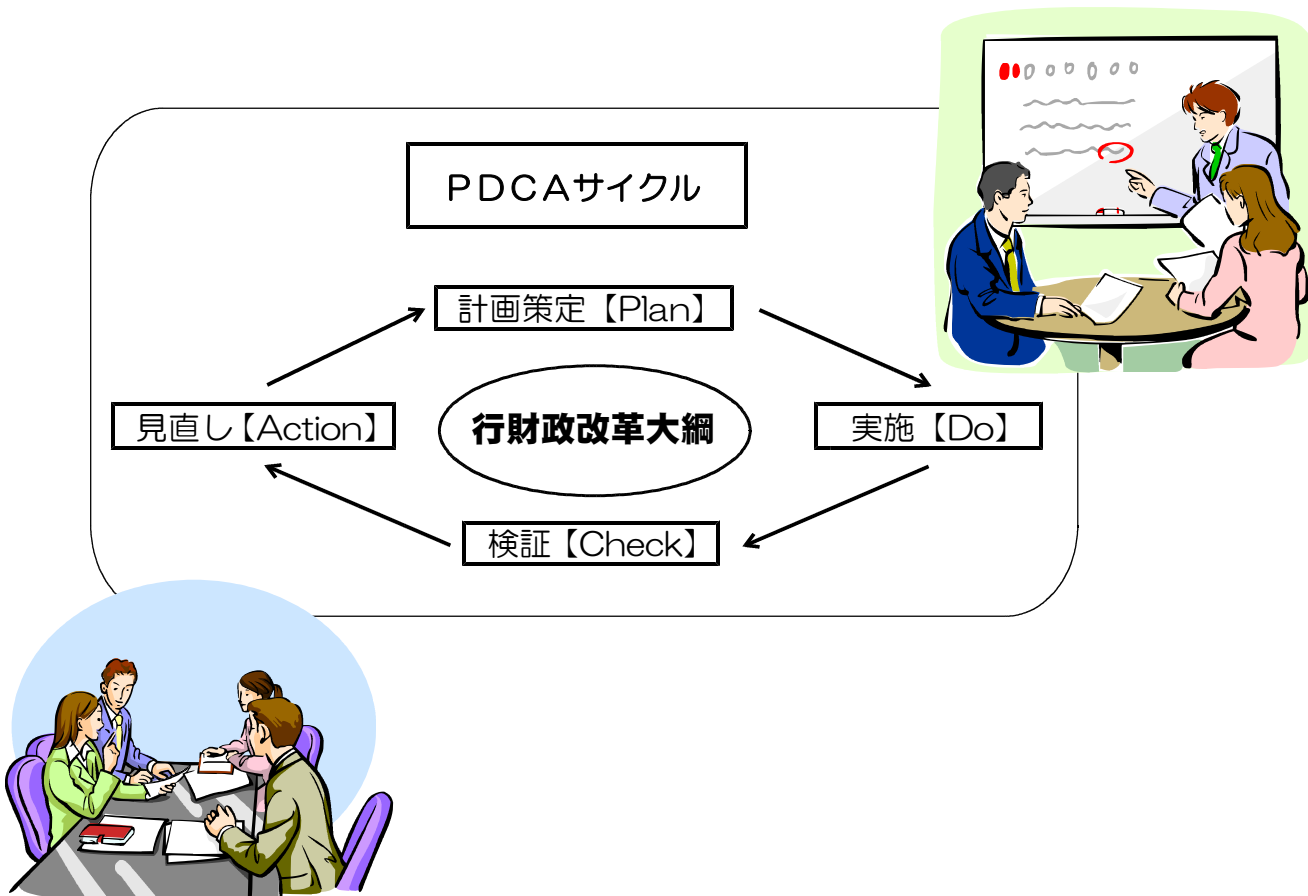 ＰＤＣＡサイクル
計画策定【Plan】
見直し【Action】
行財政改革大綱
実施【Do】
検証【Check】